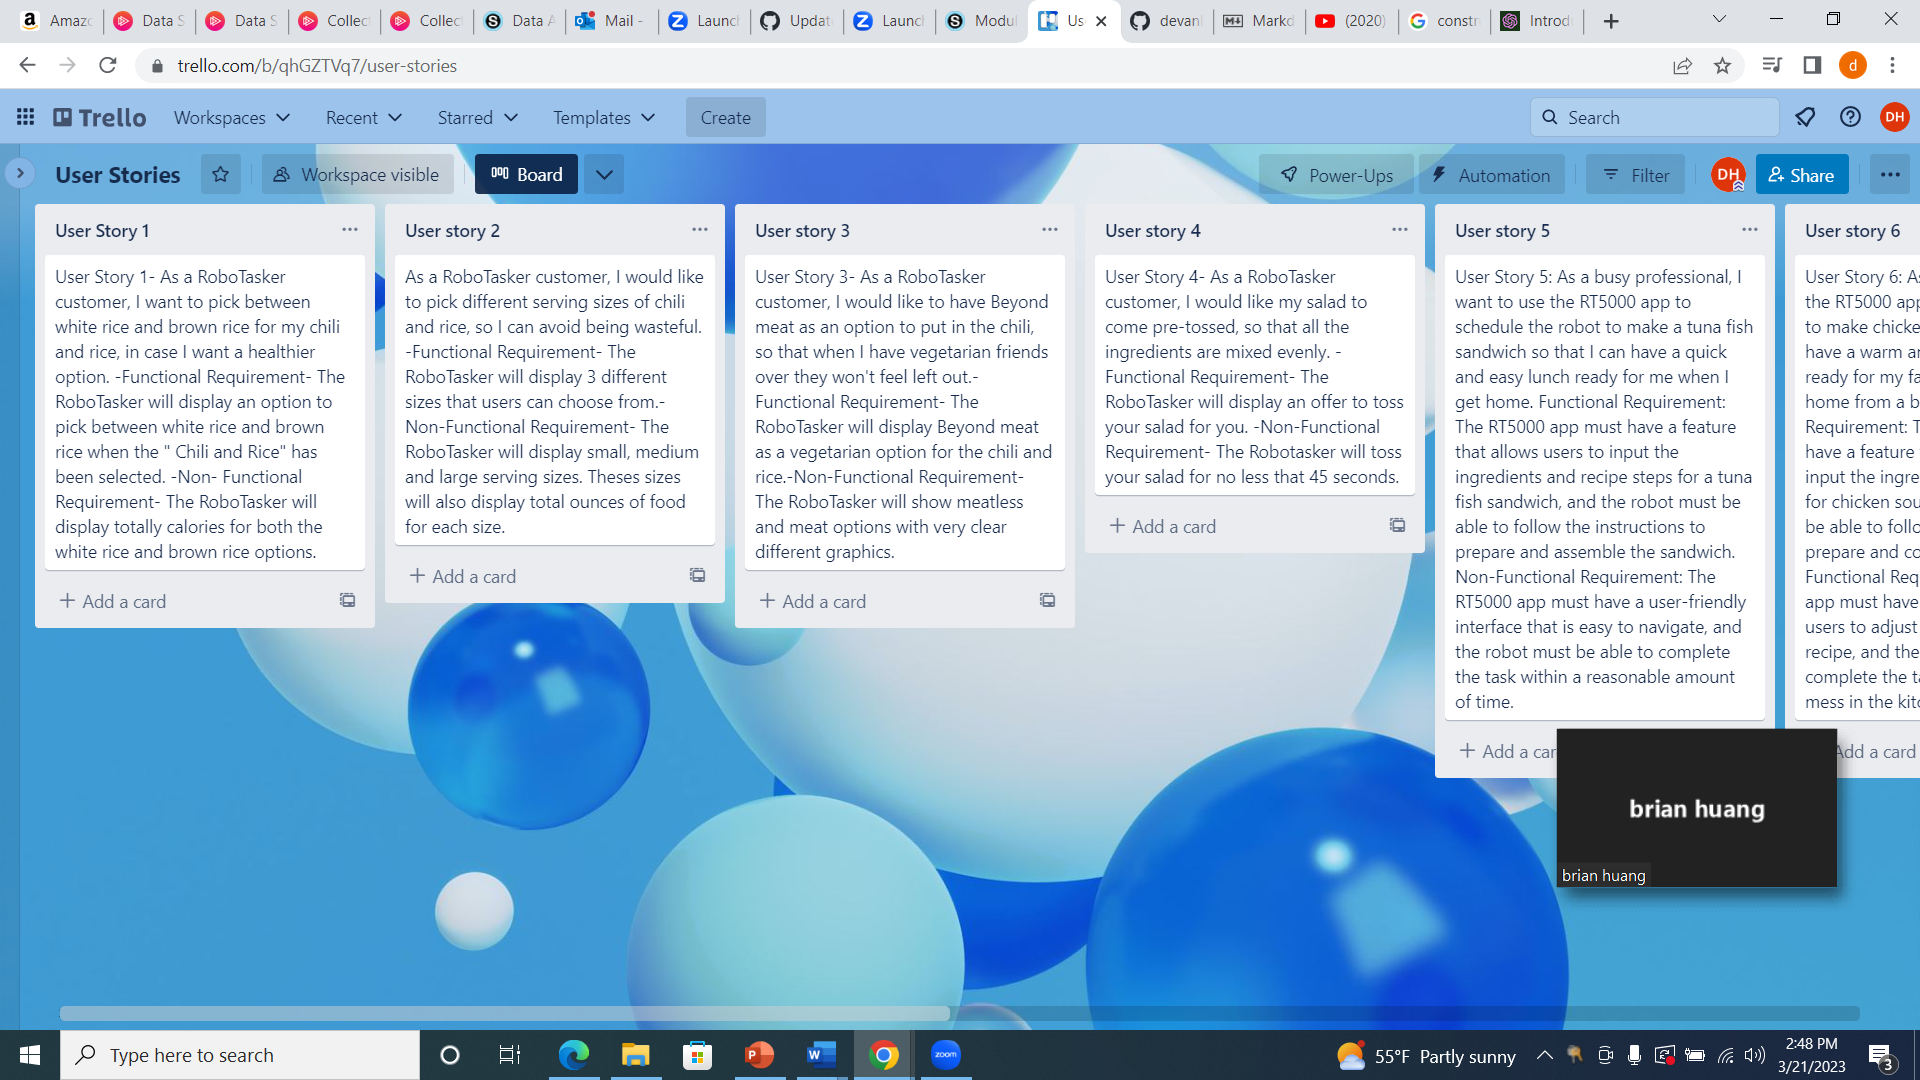 Amazo
Data S
Data S
Collect
Collect
Data A
Mail -
Launch
Updat
Launch
Modul
Us
devanl
Markd
(2020)
constr
Introd
trello.com/b/qhGZTVq7/user-stories
d
Trello
Workspaces
Recent
Starred
Templates
Create
Search
DH
User Stories
Workspace visible
Board
Power-Ups
Automation
Filter
DH
Share
User Story 1
User Story 1- As a RoboTasker
customer, I want to pick between
white rice and brown rice for my chili
and rice, in case I want a healthier
option. -Functional Requirement- The
RoboTasker will display an option to
pick between white rice and brown
rice when the " Chili and Rice" has
been selected. -Non- Functional
Requirement- The RoboTasker will
display totally calories for both the
white rice and brown rice options.
Add a card
User story 2
As a RoboTasker customer, I would like
to pick different serving sizes of chili
and rice, so I can avoid being wasteful.
-Functional Requirement- The
RoboTasker will display 3 different
sizes that users can choose from.-
Non-Functional Requirement- The
RoboTasker will display small, medium
and large serving sizes. Theses sizes
will also display total ounces of food
for each size.
Add a card
User story 3
User Story 3- As a RoboTasker
customer, I would like to have Beyond
meat as an option to put in the chili,
so that when I have vegetarian friends
over they won't feel left out.-
Functional Requirement- The
RoboTasker will display Beyond meat
as a vegetarian option for the chili and
rice.-Non-Functional Requirement-
The RoboTasker will show meatless
and meat options with very clear
different graphics.
Add a card
User story 4
User Story 4- As a RoboTasker
customer, I would like my salad to
come pre-tossed, so that all the
ingredients are mixed evenly. -
Functional Requirement- The
RoboTasker will display an offer to toss
your salad for you. -Non-Functional
Requirement- The Robotasker will toss
your salad for no less that 45 seconds.
Add a card
User story 5
User Story 5: As a busy professional, I
want to use the RT5000 app to
schedule the robot to make a tuna fish
sandwich so that I can have a quick
and easy lunch ready for me when I
get home. Functional Requirement:
The RT5000 app must have a feature
that allows users to input the
ingredients and recipe steps for a tuna
fish sandwich, and the robot must be
able to follow the instructions to
prepare and assemble the sandwich.
Non-Functional Requirement: The
RT5000 app must have a user-friendly
interface that is easy to navigate, and
the robot must be able to complete
the task within a reasonable amount
of time.
Add a car
User story 6
User Story 6: As
the RT5000 app
to make chicke
have a warm an
ready for my fa
home from a b
Requirement: T
have a feature
input the ingre
for chicken sou
be able to follo
prepare and co
Functional Req
app must have
users to adjust
recipe, and the
complete the ta
mess in the kitc
Add a card
brian huang
brian huang
Type here to search
zoom
55°F Partly sunny
2:48 PM
3/21/2023
3